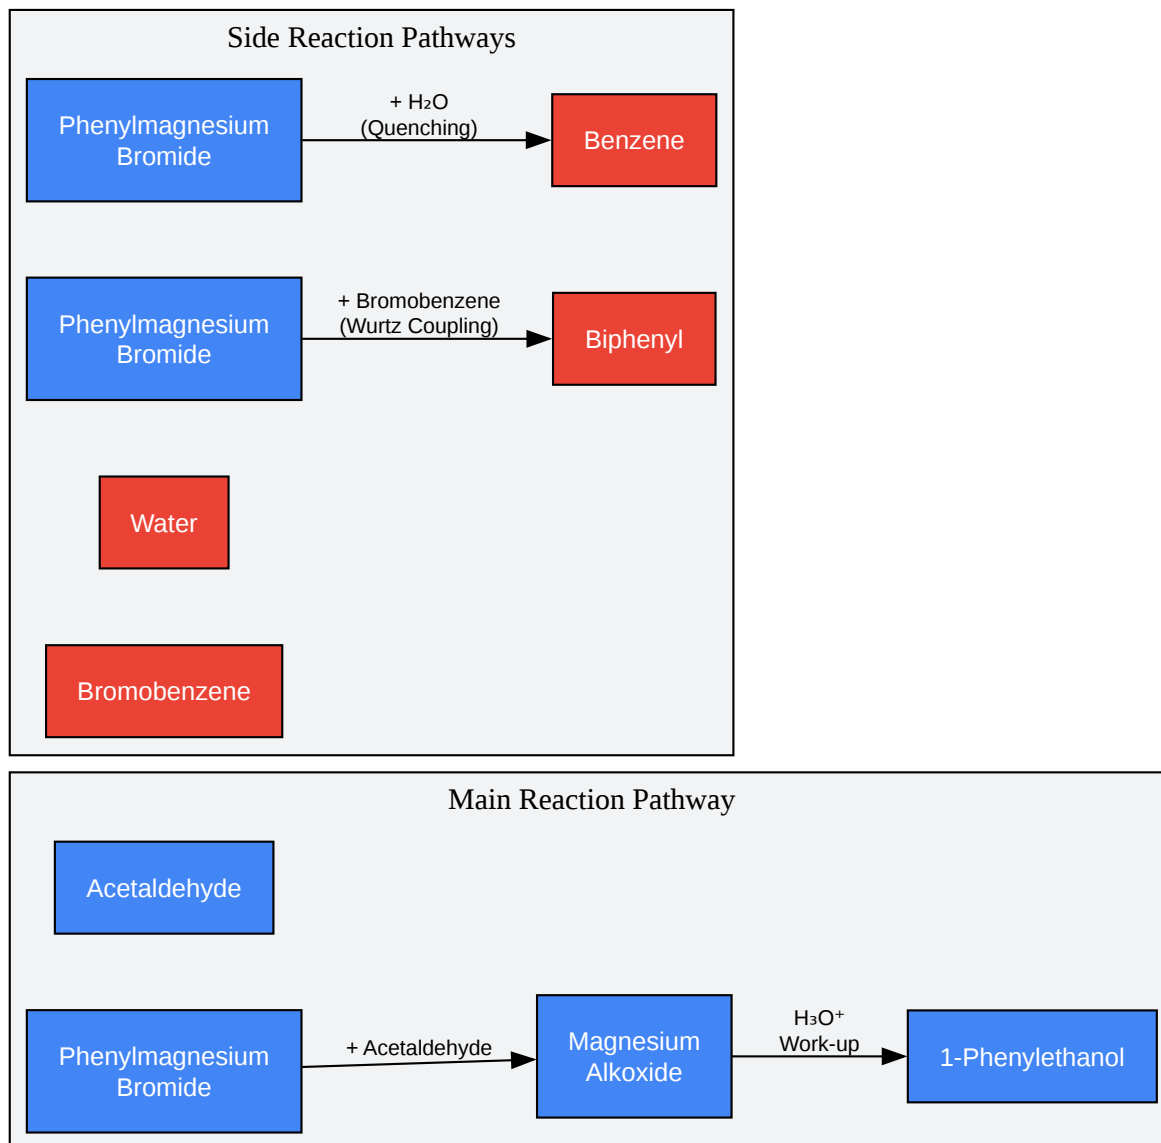 Side Reaction Pathways
Phenylmagnesium
Bromide
+ H₂O
(Quenching)
Benzene
Phenylmagnesium
Bromide
+ Bromobenzene
(Wurtz Coupling)
Biphenyl
Water
Bromobenzene
Main Reaction Pathway
Acetaldehyde
Phenylmagnesium
Bromide
+ Acetaldehyde
Magnesium
Alkoxide
H₃O⁺
Work-up
1-Phenylethanol